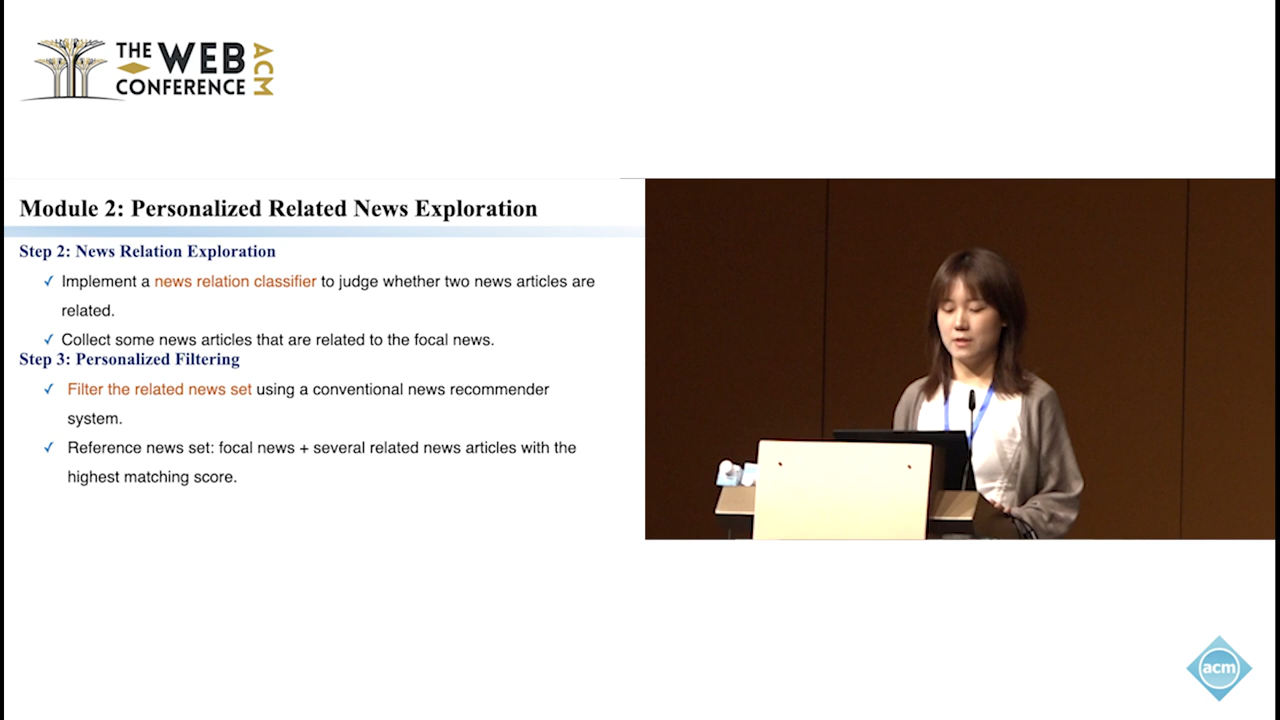 THE WEB
CONFERENCE
ACM
Module 2: Personalized Related News Exploration
Step 2: News Relation Exploration
✓ Implement a news relation classifier to judge whether two news articles are
related.
✓ Collect some news articles that are related to the focal news.
Step 3: Personalized Filtering
✓ Filter the related news set using a conventional news recommender
system.
✓ Reference news set: focal news + several related news articles with the
highest matching score.
acm